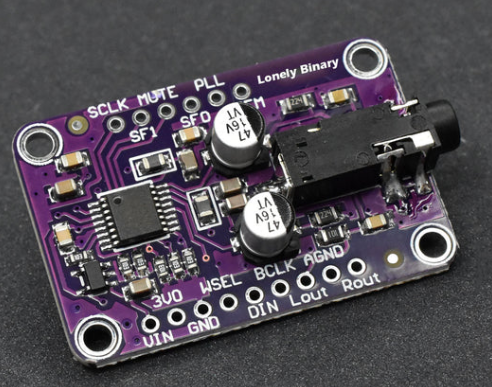 Lonely Binary
SCLK MUTE PLL
SF1 SF0
47
16V
VT
47
16V
VT
3VO WSEL BCLK AGND
VIN GND DIN Lout Rout